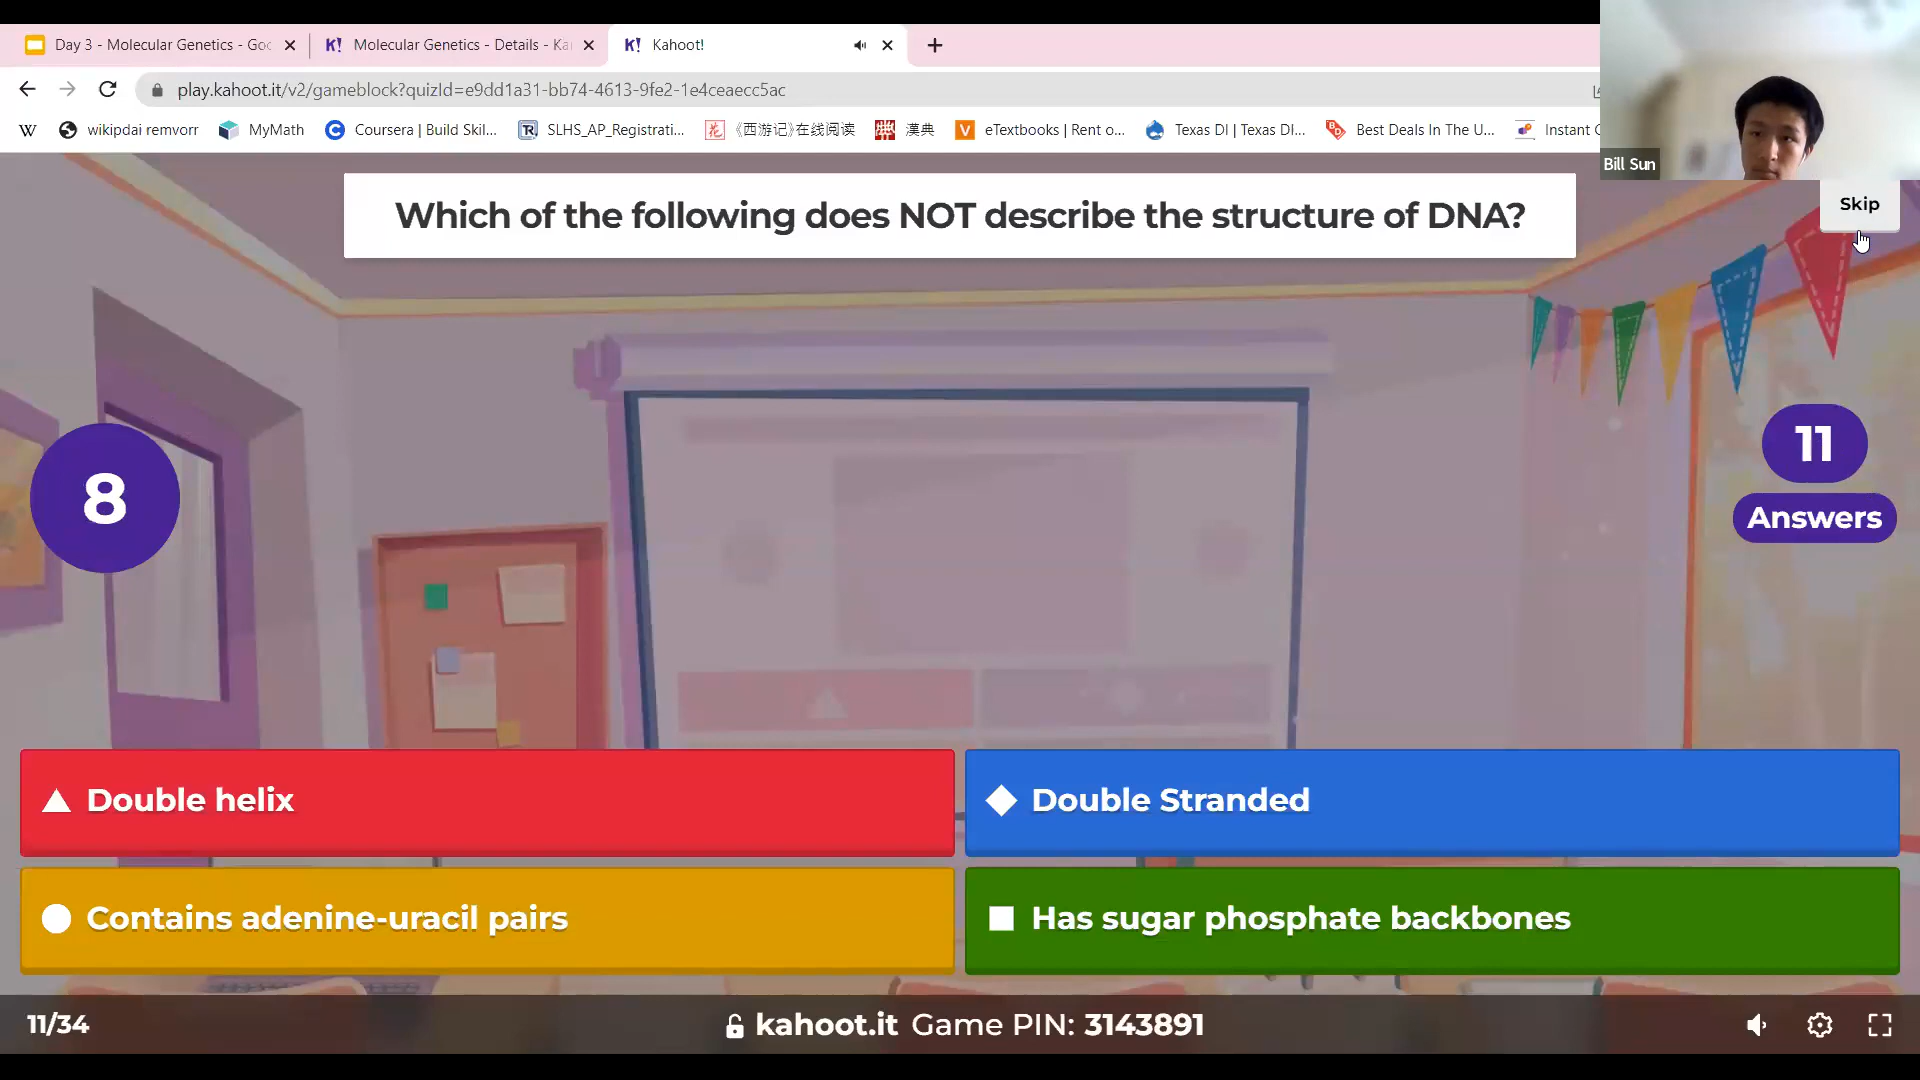 Day 3 - Molecular Genetics - Goo
Molecular Genetics - Details - Ka
Kahoot!
play.kahoot.it/v2/gameblock?quizId=e9dd1a31-bb74-4613-9fe2-1e4ceaecc5ac
W
wikipdai remvorr
MyMath
Coursera | Build Skil...
SLHS_AP_Registrati...
《西游记》在线阅读
漢典
eTextbooks | Rent o...
Texas DI | Texas DI...
Best Deals In The U...
Instant
Bill Sun
Which of the following does NOT describe the structure of DNA?
Skip
8
11
Answers
Double helix
Double Stranded
Contains adenine-uracil pairs
Has sugar phosphate backbones
11/34
kahoot.it Game PIN: 3143891